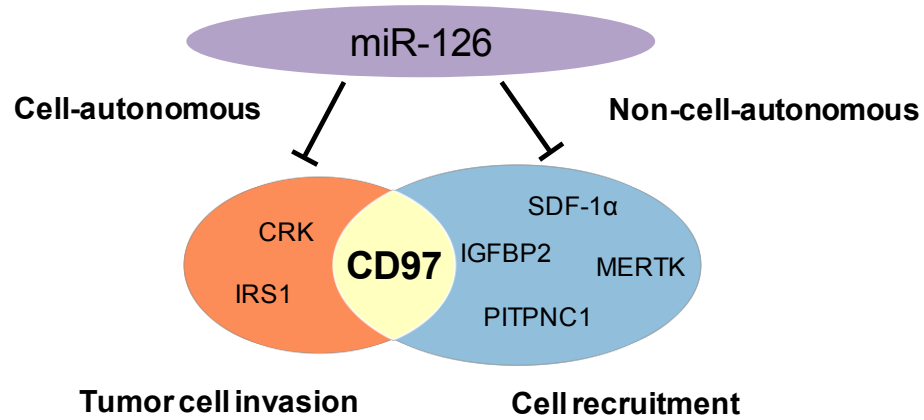 miR-126
Cell-autonomous
Non-cell-autonomous
CRK
IRS1
CD97
SDF-1α
IGFBP2
MERTK
PITPNC1
Tumor cell invasion
Cell recruitment